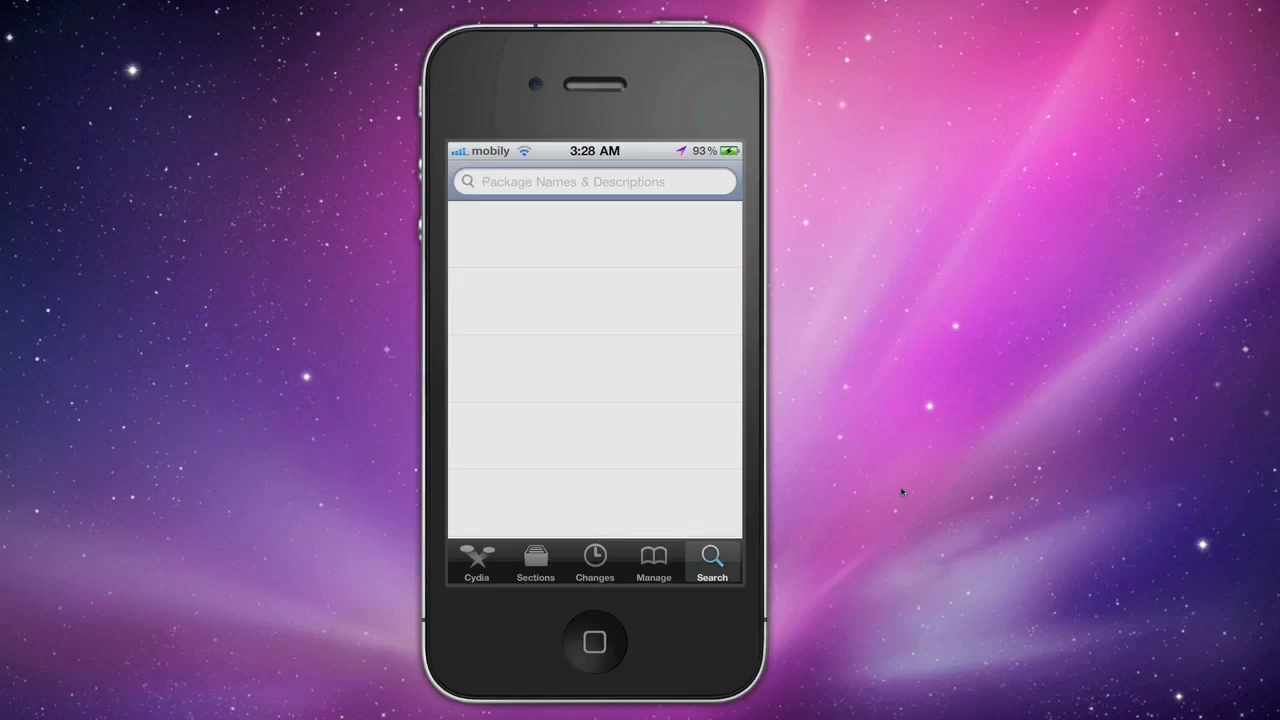 mobily 3:28 AM 93%
Package Names & Descriptions
Cydia Sections Changes Manage Search